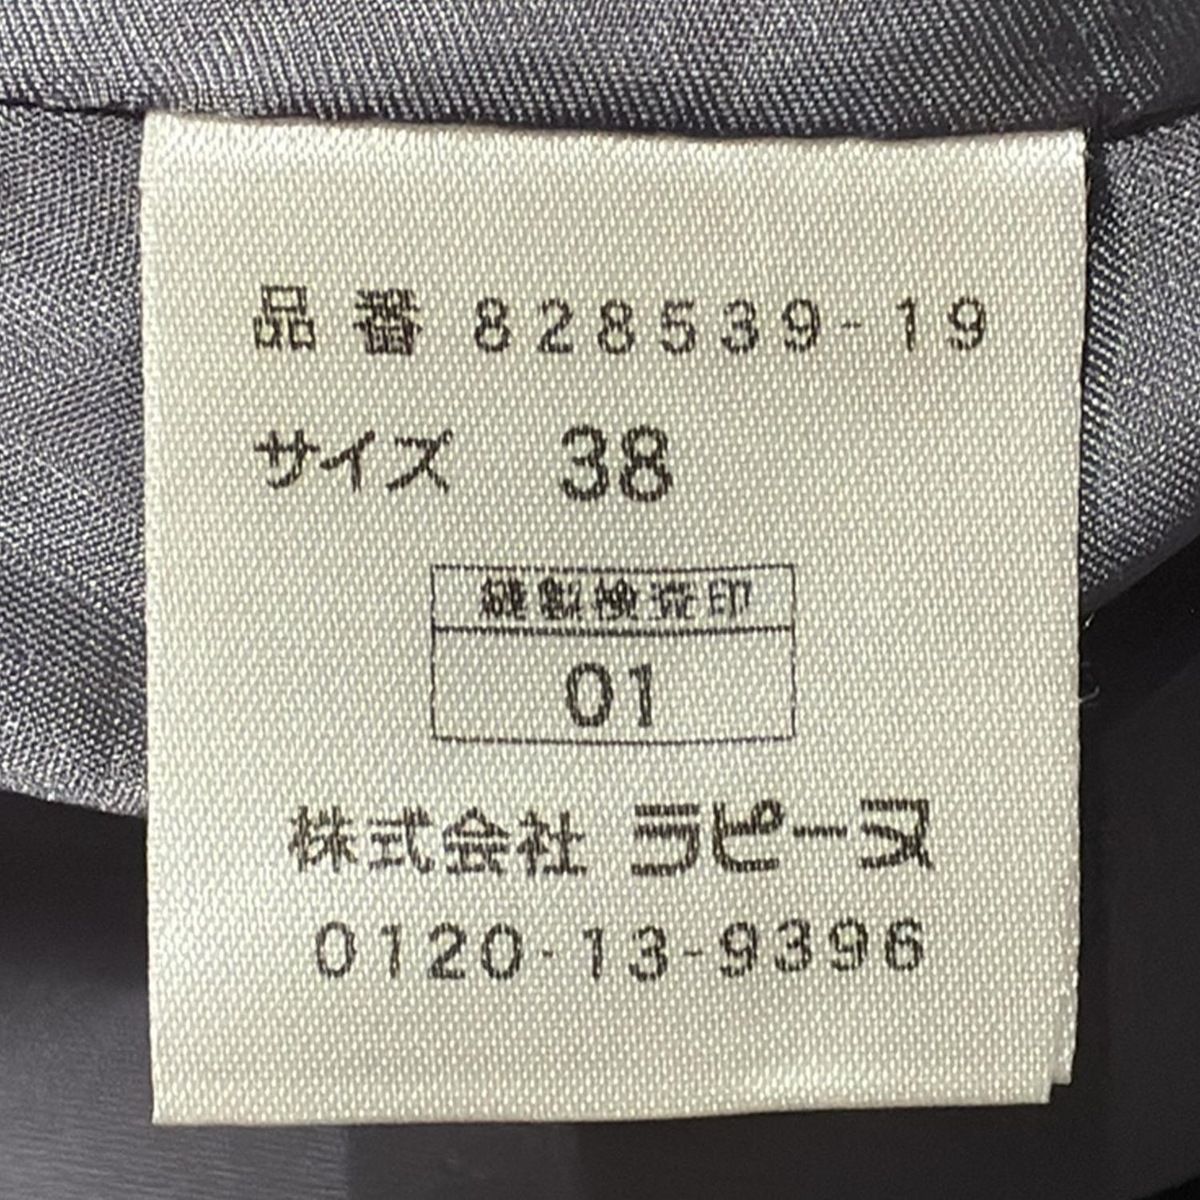 品番 828539-19
サイズ 38
縫製検査印
01
株式会社 ラピーヌ
0120-13-9396